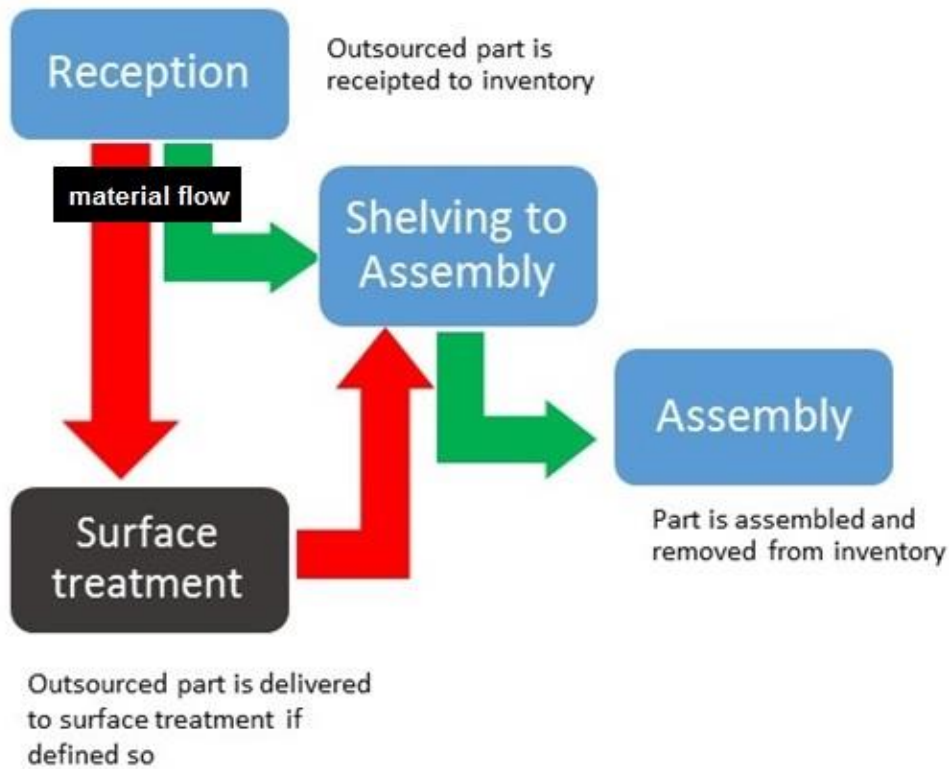 Reception
Outsourced part is
receipted to inventory
material flow
Shelving to
Assembly
Assembly
Part is assembled and
removed from inventory
Surface
treatment
Outsourced part is delivered
to surface treatment if
defined so